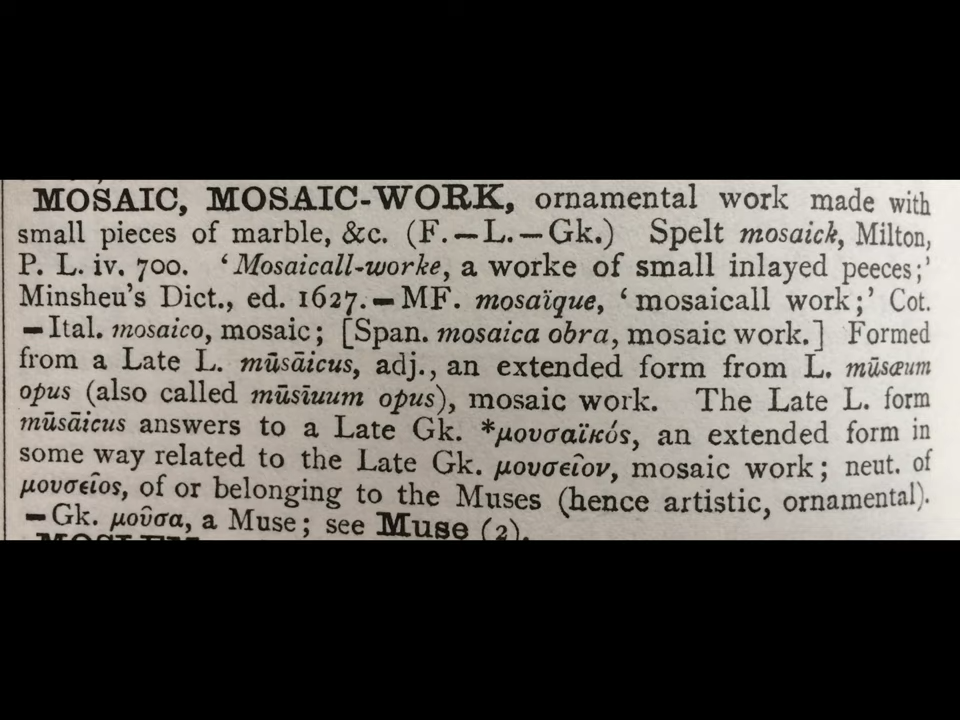 MOSAIC, MOSAIC-WORK, ornamental work made with
small pieces of marble, &c. (F. – L. – Gk.) Spelt mosaick, Milton,
P. L. iv. 700. ‘Mosaicall-worke, a worke of small inlayed peeces;’
Minsheu's Dict., ed. 1627. – MF. mosaïque, ‘mosaicall work;’ Cot.
– Ital. mosaico, mosaic; [Span. mosaica obra, mosaic work.] Formed
from a Late L. mūsāicus, adj., an extended form from L. mūsæum
opus (also called mūsīuum opus), mosaic work. The Late L. form
mūsāicus answers to a Late Gk. *μουσαϊκός, an extended form in
some way related to the Late Gk. μουσεῖον, mosaic work; neut. of
μουσεῖος, of or belonging to the Muses (hence artistic, ornamental).
– Gk. μοῦσα, a Muse; see Muse (2).